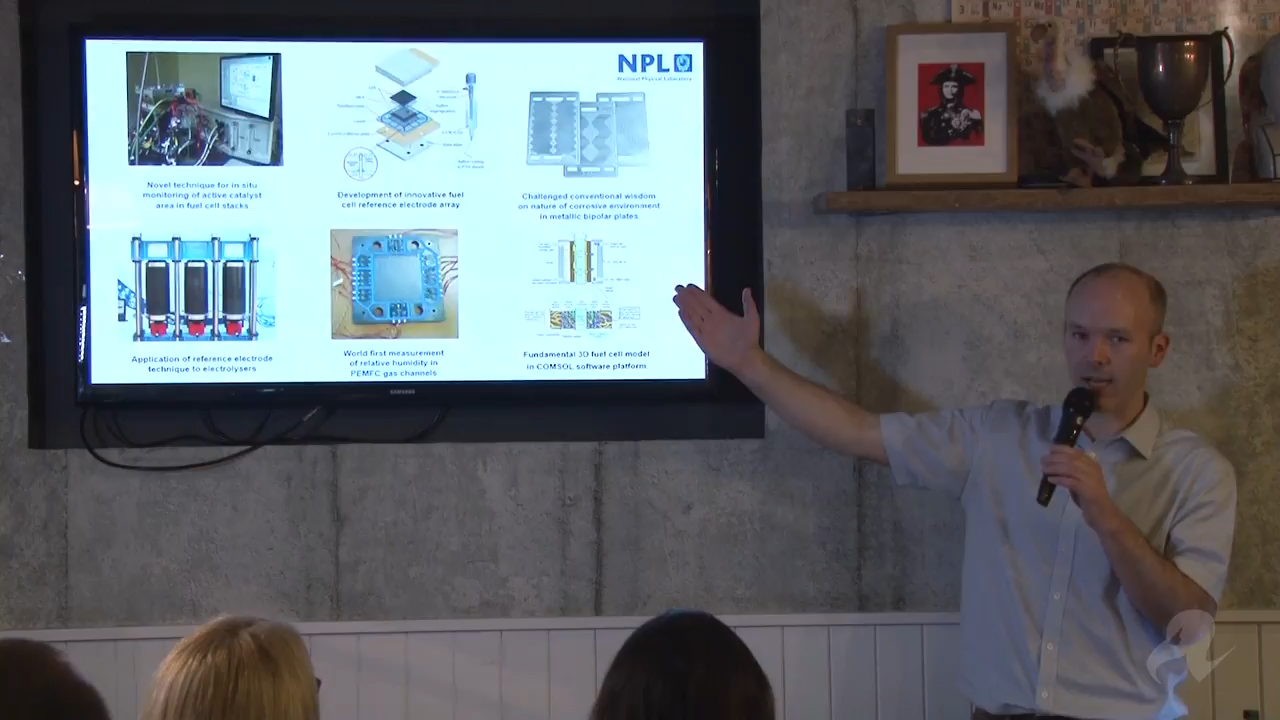 NPL
National Physical Laboratory
Novel technique for in situ
monitoring of active catalyst
area in fuel cell stacks
Development of innovative fuel
cell reference electrode array
Challenged conventional wisdom
on nature of corrosive environment
in metallic bipolar plates.
Application of reference electrode
technique to electrolysers
World first measurement
of relative humidity in
PEMFC gas channels
Fundamental 3D fuel cell model
in COMSOL software platform
SAMSUNG